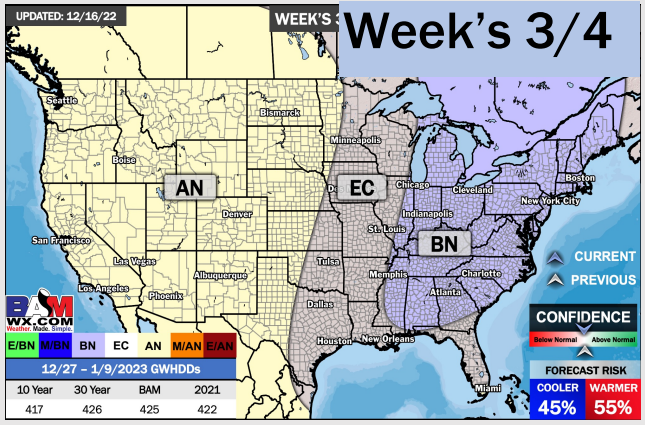 UPDATED: 12/16/22
WEEK'S 3
Week's 3/4
Seattle
Bismarck
Minneapolis
Boise
AN
EC
Chicago
Cleveland
Boston
New York City
Denver
Indianapolis
San Francisco
St. Louis
BN
Las Vegas
Tulsa
CURRENT
Albuquerque
Memphis
Charlotte
PREVIOUS
Los Angeles
Phoenix
Atlanta
Dallas
BAM
WX.COM
Weather. Made. Simple.
Houston
New Orleans
CONFIDENCE
Below Normal
Above Normal
E/BN M/BN BN EC AN M/AN E/AN
12/27 – 1/9/2023 GWHDDs
FORECAST RISK
Miami
10 Year 30 Year BAM 2021
COOLER WARMER
417 426 425 422
45% 55%